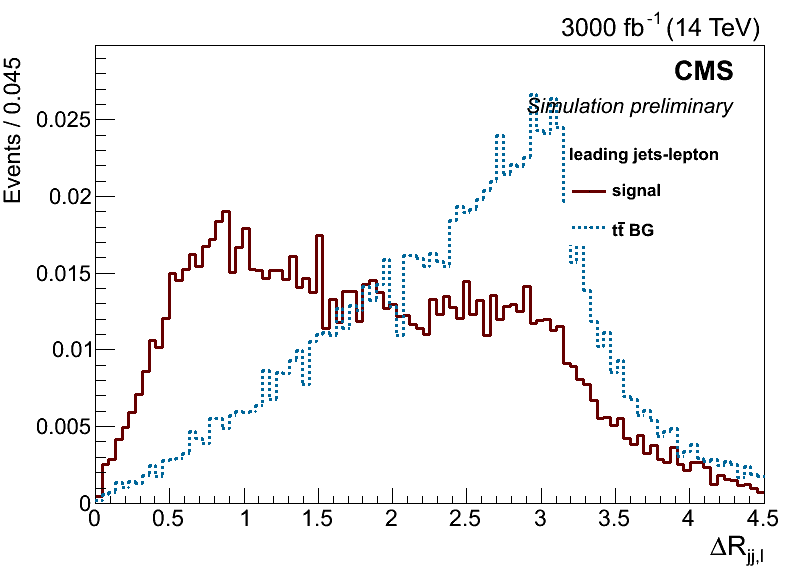 3000 fb⁻¹ (14 TeV)
Events / 0.045
CMS
Simulation preliminary
leading jets-lepton
signal
tt̄ BG
0.025
0.02
0.015
0.01
0.005
0
0 0.5 1 1.5 2 2.5 3 3.5 4 4.5
ΔR_jj,l